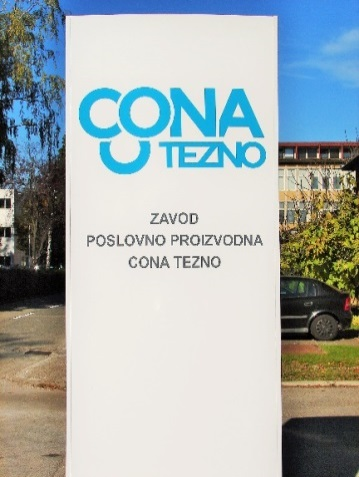 CONA
TEZNO
ZAVOD
POSLOVNO PROIZVODNA
CONA TEZNO